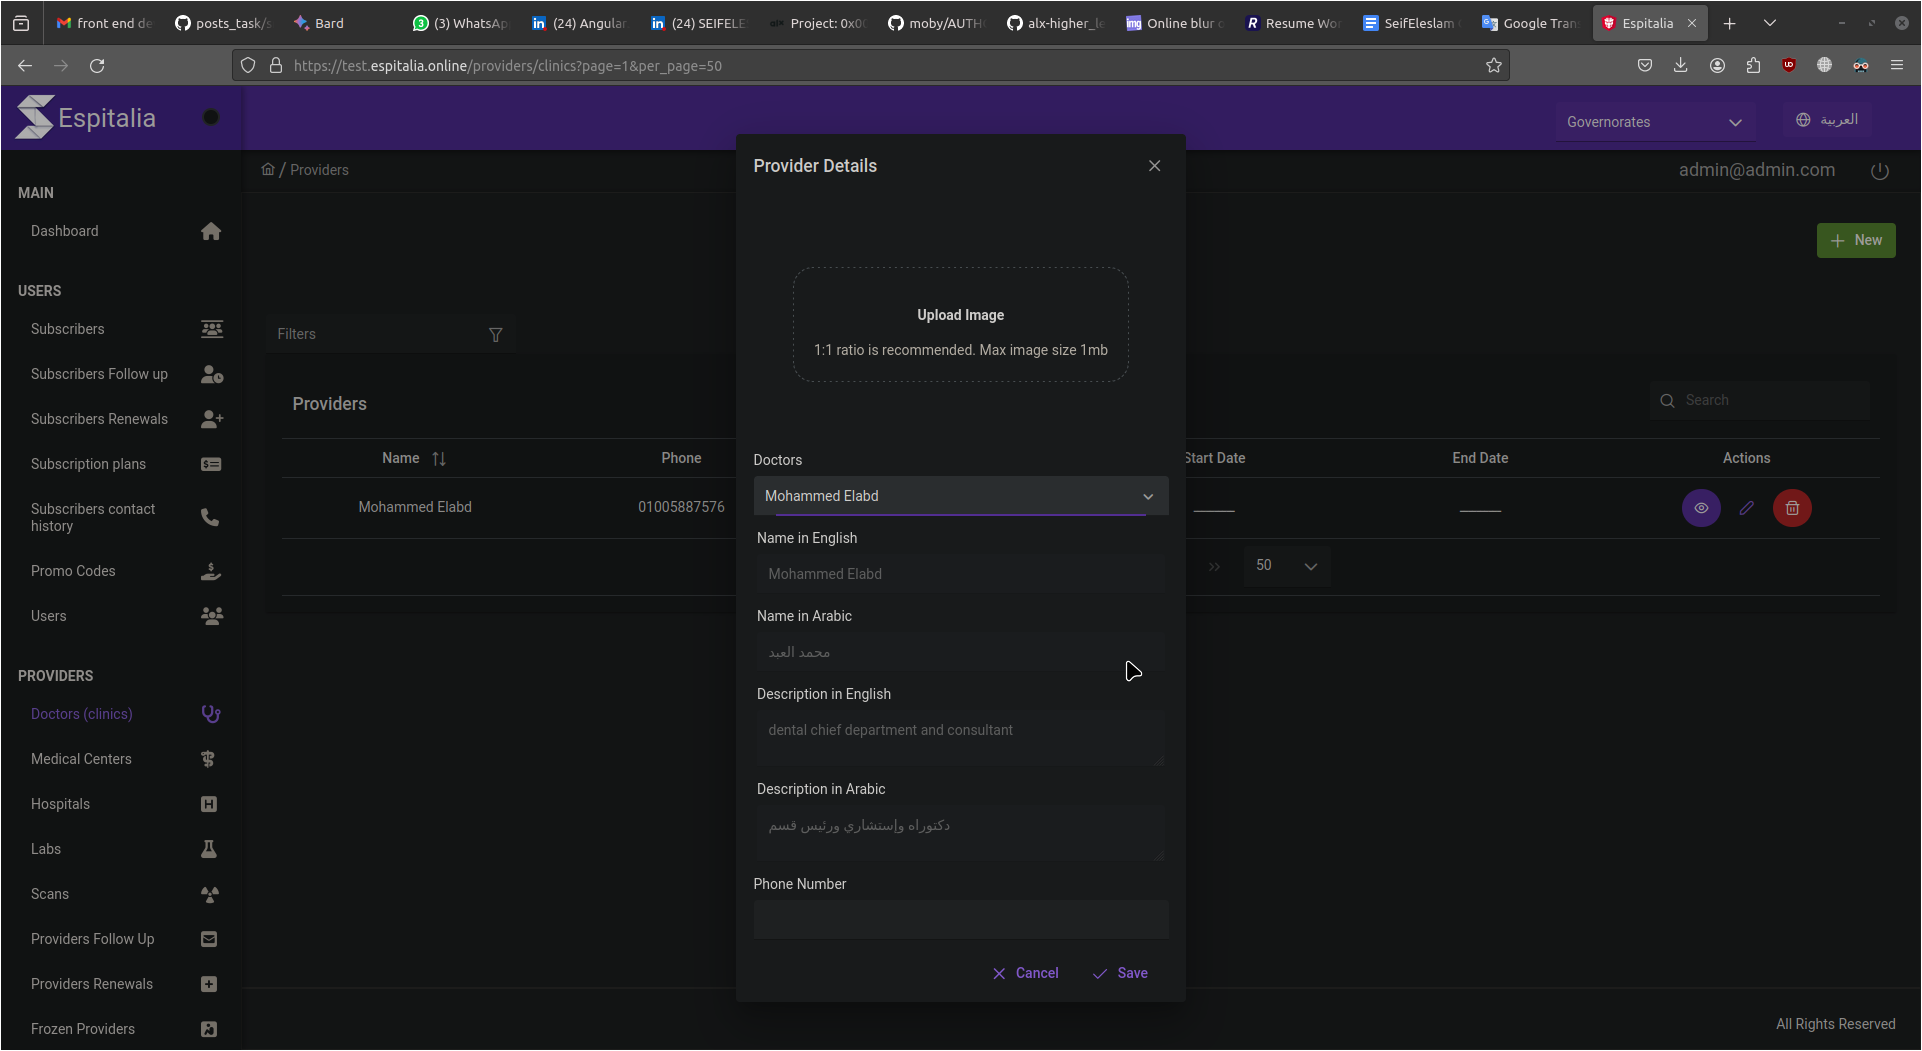 front end de
posts_task/s
Bard
(3) WhatsAp
(24) Angular
(24) SEIFELE
Project: 0x0
moby/AUTH
alx-higher_le
Online blur o
Resume Wor
SeifEleslam
Google Tran
Espitalia
https://test.espitalia.online/providers/clinics?page=1&per_page=50
Espitalia
Governorates
العربية
/ Providers
admin@admin.com
MAIN
Dashboard
USERS
Subscribers
Subscribers Follow up
Subscribers Renewals
Subscription plans
Subscribers contact
history
Promo Codes
Users
PROVIDERS
Doctors (clinics)
Medical Centers
Hospitals
Labs
Scans
Providers Follow Up
Providers Renewals
Frozen Providers
New
Filters
Providers
Search
Name
Phone
Start Date
End Date
Actions
Mohammed Elabd
01005887576
50
Provider Details
Upload Image
1:1 ratio is recommended. Max image size 1mb
Doctors
Mohammed Elabd
Name in English
Mohammed Elabd
Name in Arabic
محمد العبد
Description in English
dental chief department and consultant
Description in Arabic
دكتوراه وإستشاري ورئيس قسم
Phone Number
Cancel
Save
All Rights Reserved